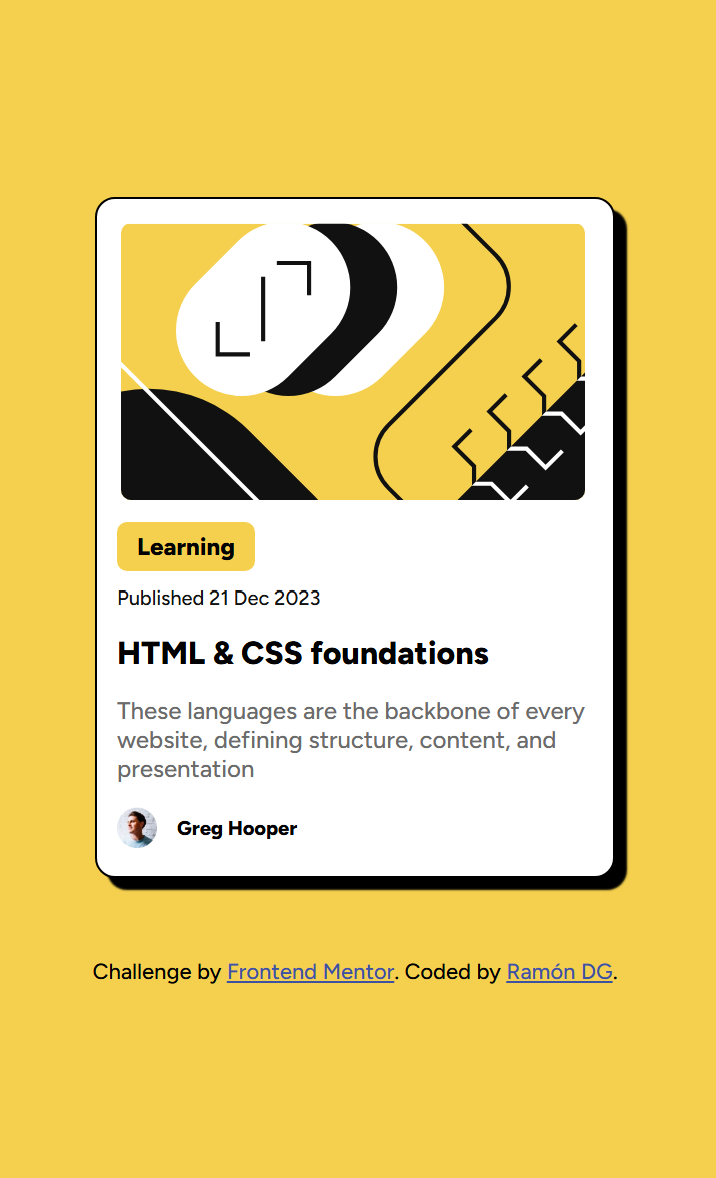 Learning
Published 21 Dec 2023
HTML & CSS foundations
These languages are the backbone of every
website, defining structure, content, and
presentation
Greg Hooper
Challenge by Frontend Mentor. Coded by Ramón DG.